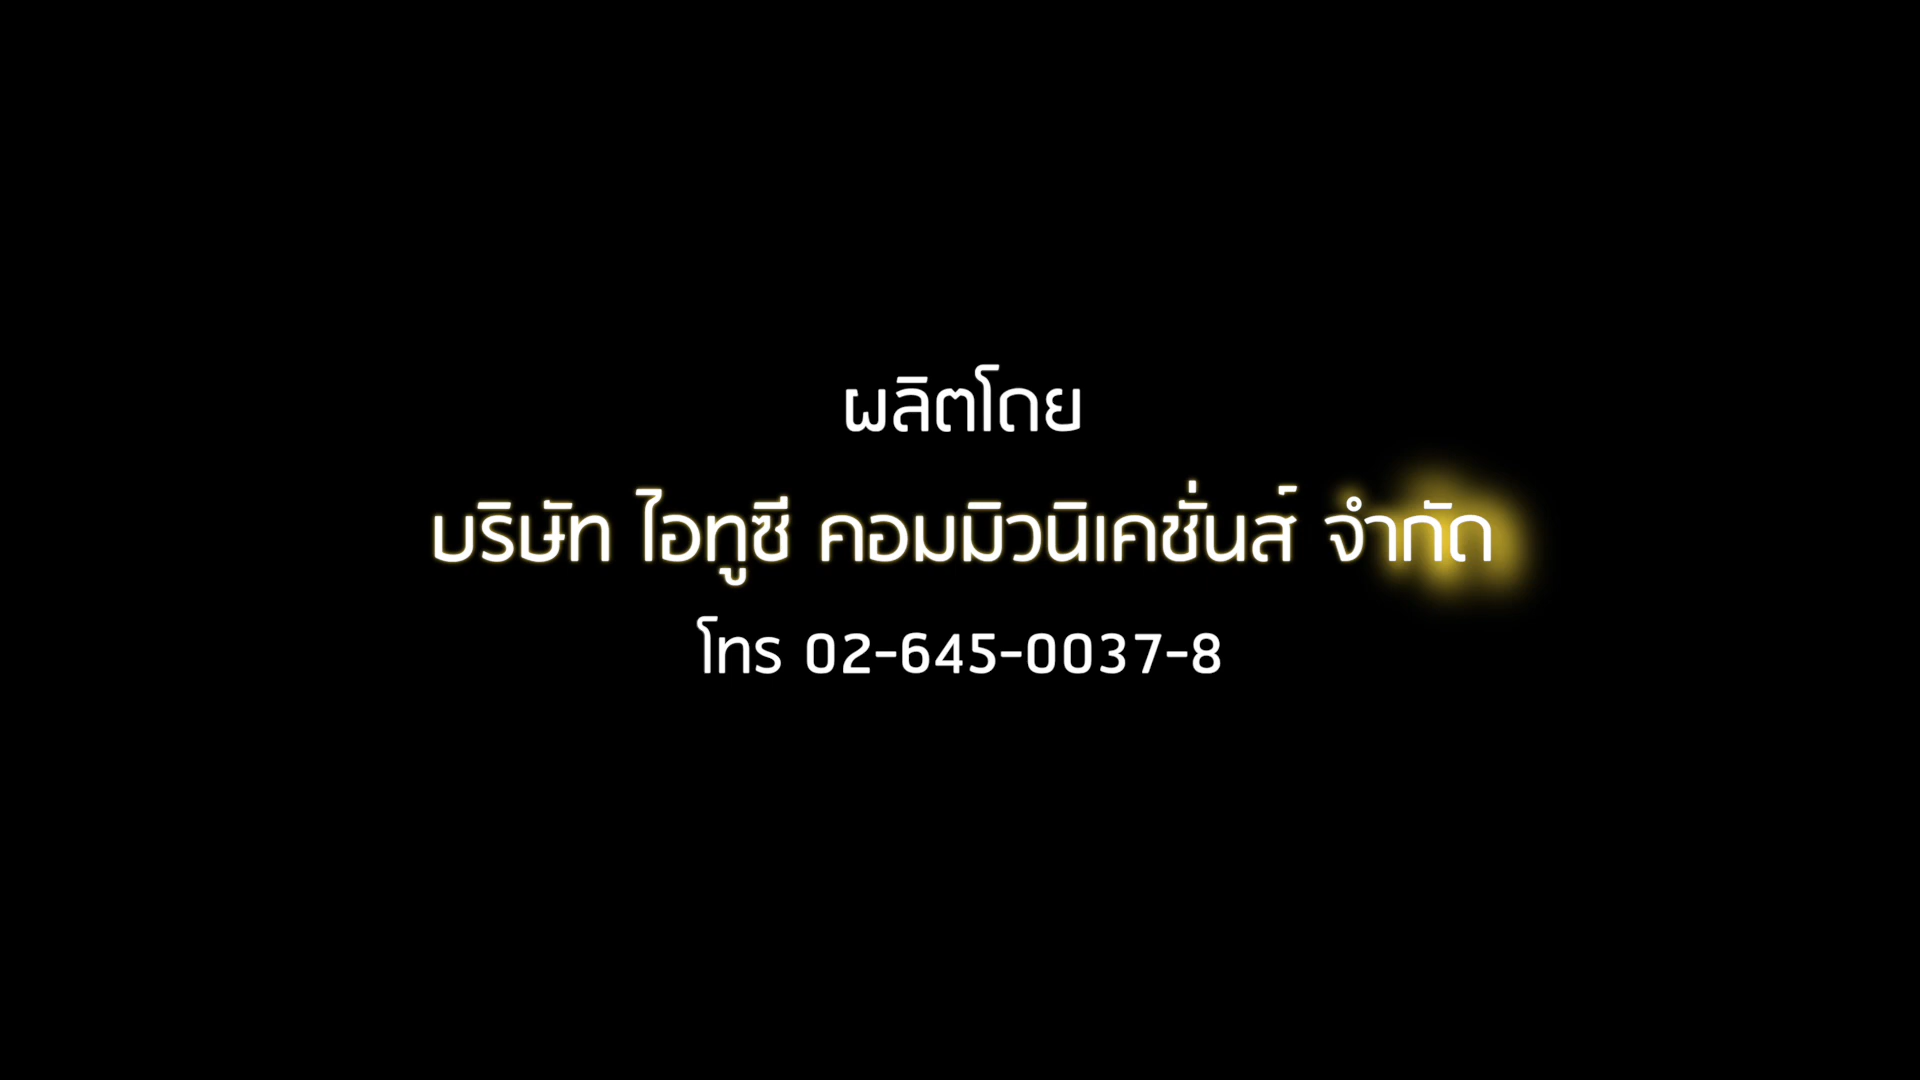 ผลิตโดย
บริษัท ไอทูซี คอมมิวนิเคชั่นส์ จำกัด
โทร 02-645-0037-8